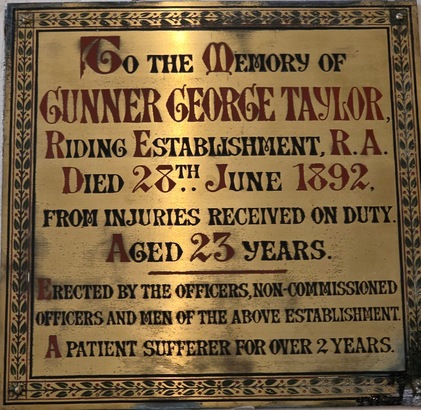 To the Memory of
GUNNER GEORGE TAYLOR,
Riding Establishment, R.A.
Died 28TH June 1892,
FROM INJURIES RECEIVED ON DUTY.
Aged 23 years.
Erected by the officers, non-commissioned
officers and men of the above establishment.
A patient sufferer for over 2 years.